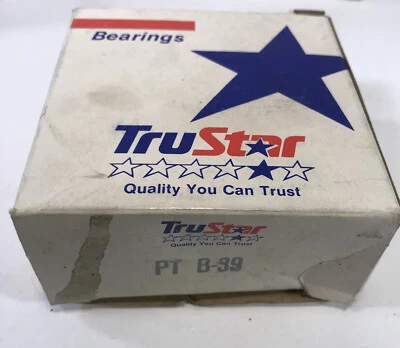 Bearings
TruStar
Quality You Can Trust
TruStar
Quality You Can Trust
PT B-39